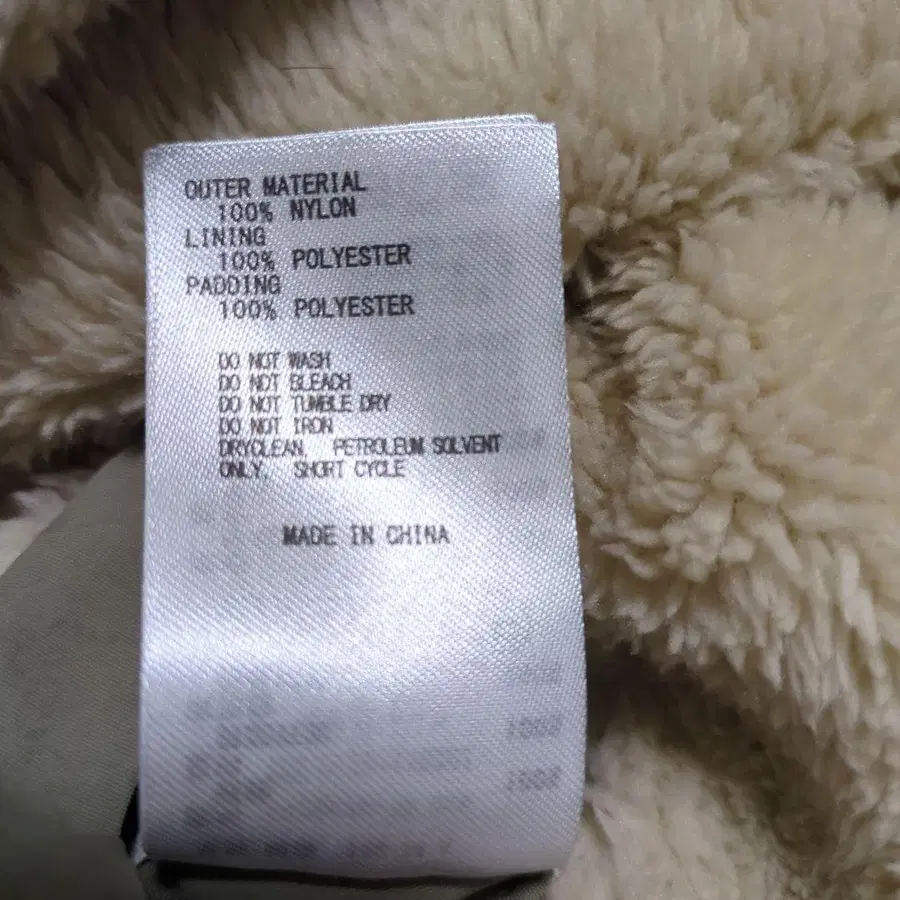 OUTER MATERIAL
100% NYLON
LINING
100% POLYESTER
PADDING
100% POLYESTER
DO NOT WASH
DO NOT BLEACH
DO NOT TUMBLE DRY
DO NOT IRON
DRYCLEAN, PETROLEUM SOLVENT
ONLY. SHORT CYCLE
MADE IN CHINA